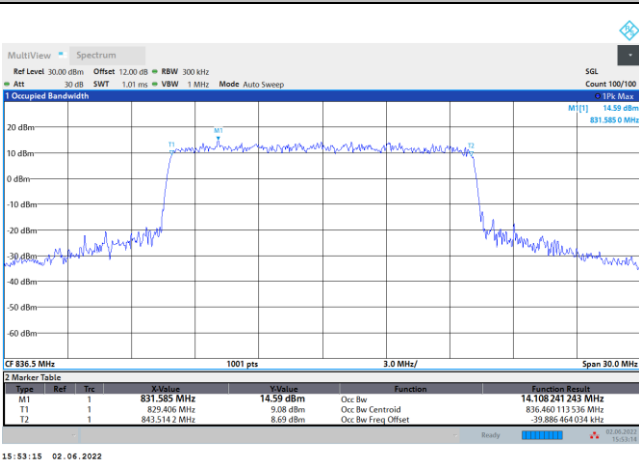 MultiView Spectrum
Ref Level 30.00 dBm Offset 12.00 dB RBW 300 kHz SGL
Att 30 dB SWT 1.01 ms VBW 1 MHz Mode Auto Sweep Count 100/100
1 Occupied Bandwidth 1Pk Max
M1[1] 14.59 dBm
831.585 0 MHz
20 dBm
M1
T1 T2
10 dBm
0 dBm
-10 dBm
-20 dBm
-30 dBm
-40 dBm
-50 dBm
-60 dBm
CF 836.5 MHz 1001 pts 3.0 MHz/ Span 30.0 MHz
2 Marker Table
Type Ref Trc X-Value Y-Value Function Function Result
M1 1 831.585 MHz 14.59 dBm Occ Bw 14.108 241 243 MHz
T1 1 829.406 MHz 9.08 dBm Occ Bw Centroid 836.460 113 536 MHz
T2 1 843.514 2 MHz 8.69 dBm Occ Bw Freq Offset -39.886 464 034 kHz
Ready 02.06.2022
15:53:14
15:53:15 02.06.2022